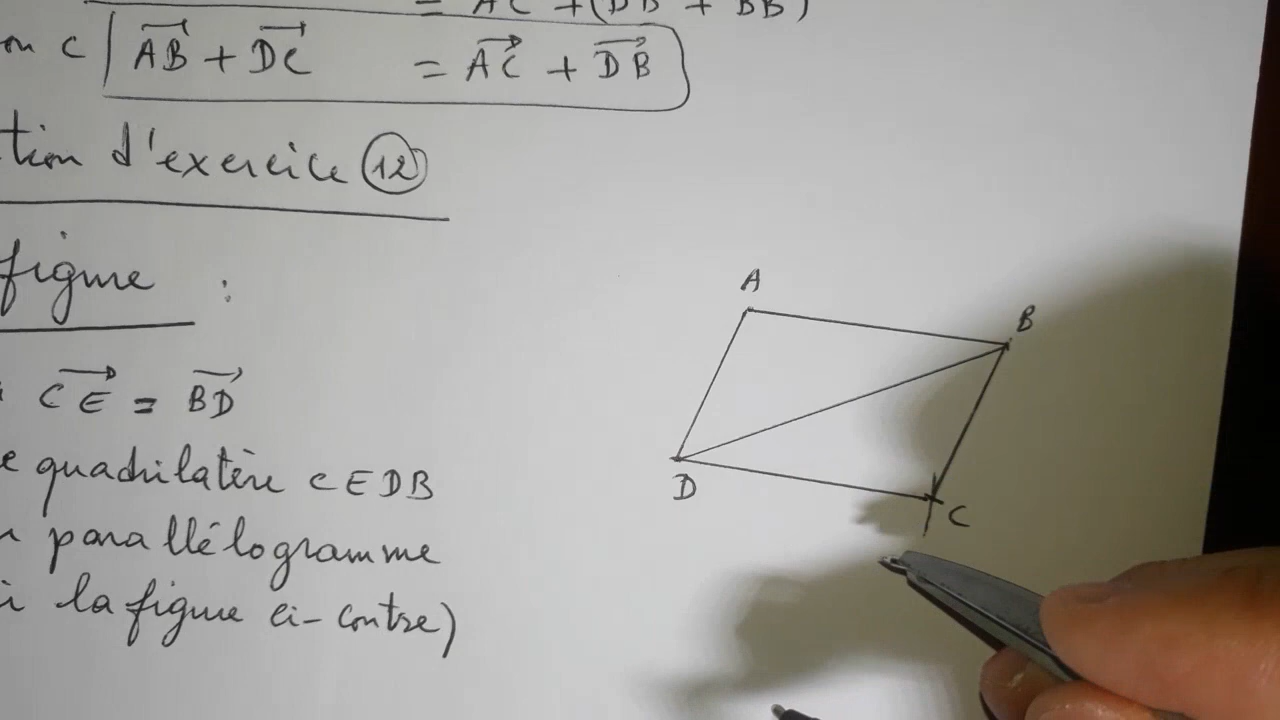 = AC + (DB + BB)
on C AB + DC = AC + DB
tion d'exercice 12
figure :
CE = BD
e quadrilatère CEDB
parallélogramme
i la figure ci-contre)
A
B
D
C